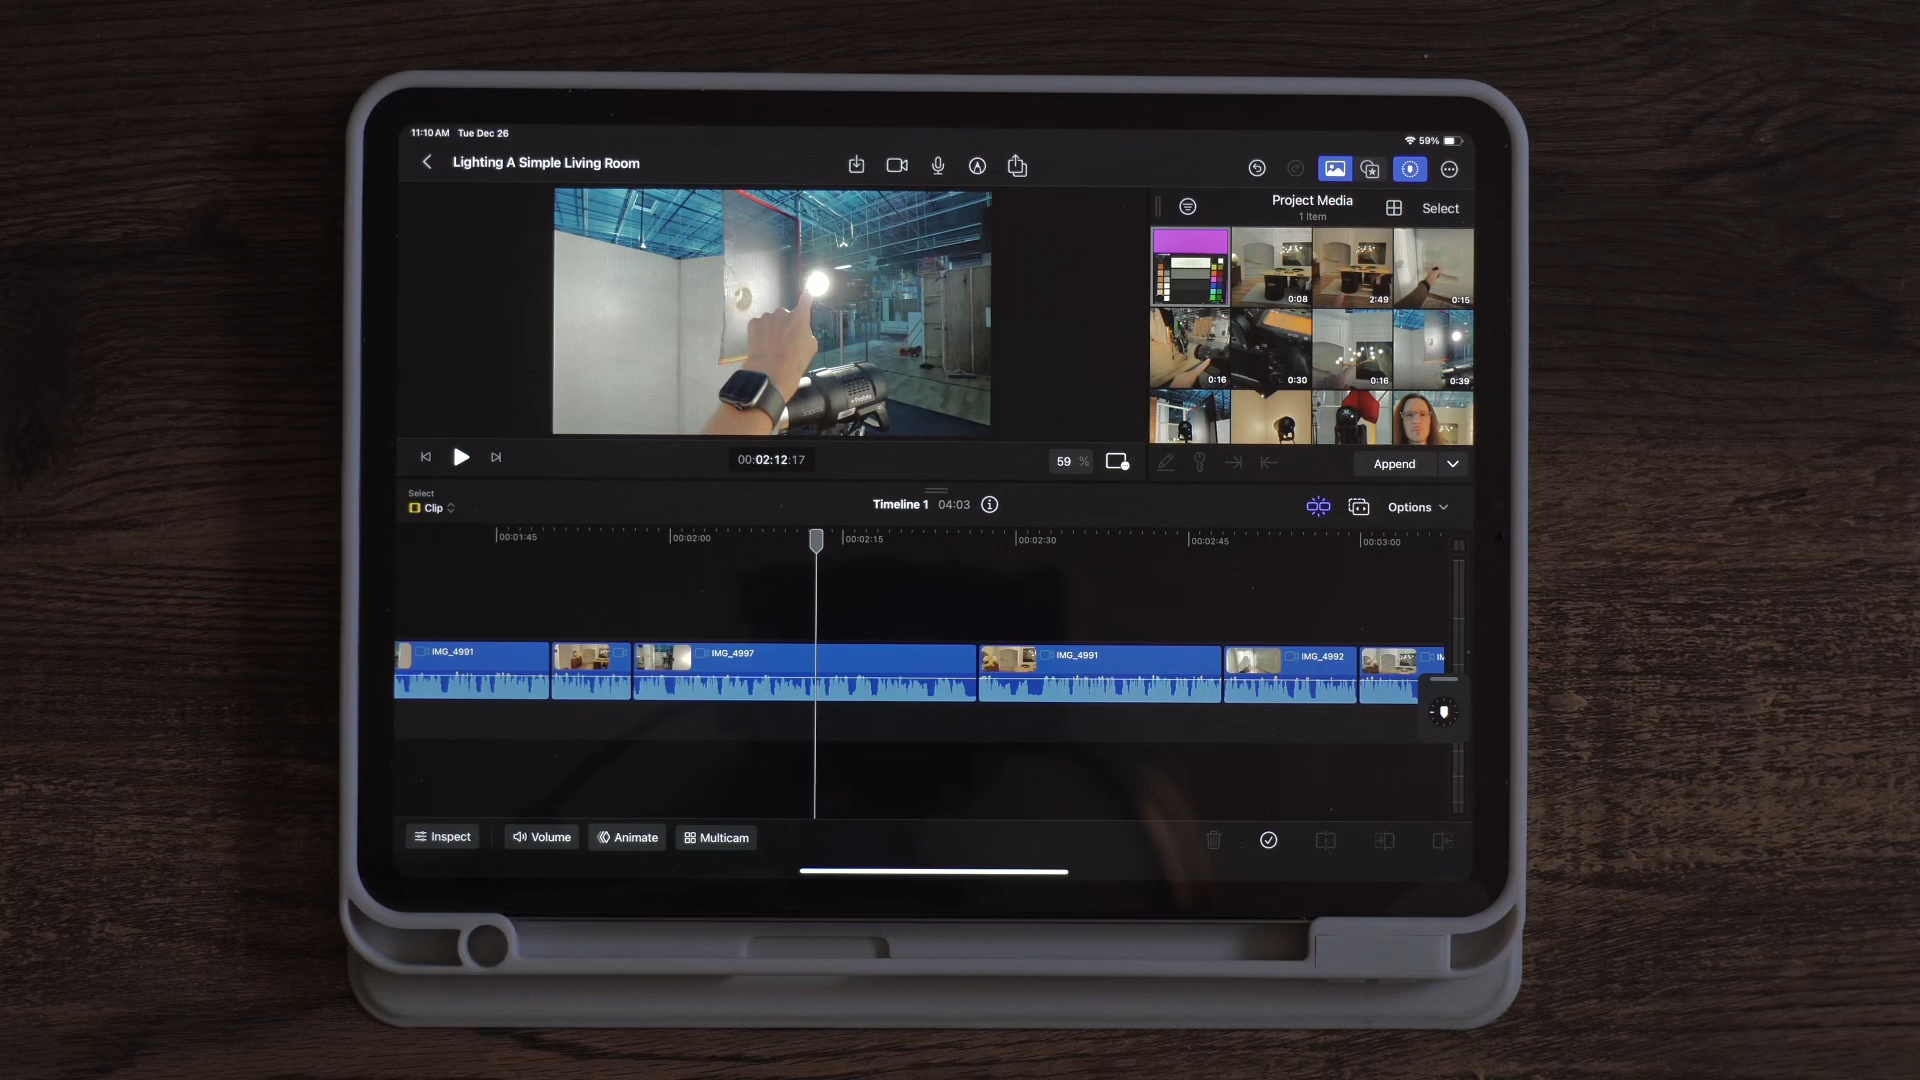 11:10 AM Tue Dec 26
59%
Lighting A Simple Living Room
Project Media
1 Item
Select
0:08
2:49
0:15
0:16
0:30
0:16
0:39
Profoto
00:02:12:17
59 %
Append
Select
Clip
Timeline 1 04:03
Options
00:01:45
00:02:00
00:02:15
00:02:30
00:02:45
00:03:00
IMG_4991
IMG_4997
IMG_4991
IMG_4992
IM
Inspect
Volume
Animate
Multicam